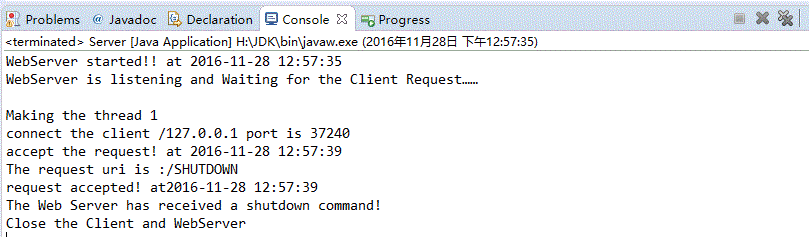 Problems @ Javadoc Declaration Console Progress
<terminated> Server [Java Application] H:\JDK\bin\javaw.exe (2016年11月28日 下午12:57:35)
WebServer started!! at 2016-11-28 12:57:35
WebServer is listening and Waiting for the Client Request……
Making the thread 1
connect the client /127.0.0.1 port is 37240
accept the request! at 2016-11-28 12:57:39
The request uri is :/SHUTDOWN
request accepted! at2016-11-28 12:57:39
The Web Server has received a shutdown command!
Close the Client and WebServer